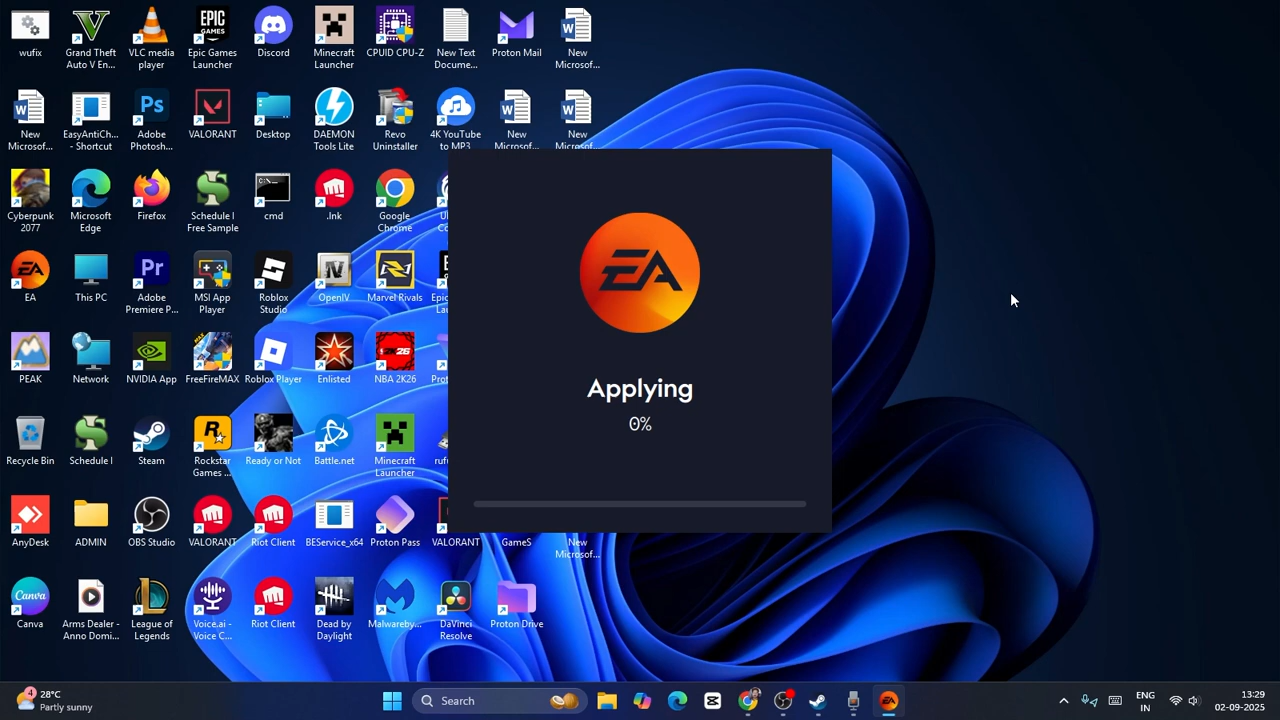 wufix
Grand Theft
Auto V En...
VLC media
player
EPIC
GAMES
Epic Games
Launcher
Discord
Minecraft
Launcher
CPUID CPU-Z
New Text
Docume...
Proton Mail
New
Microsof...
New
Microsof...
EasyAntiCh...
- Shortcut
Ps
Adobe
Photosh...
VALORANT
Desktop
DAEMON
Tools Lite
Revo
Uninstaller
4K YouTube
to MP3
New
Microsof...
New
Microsof...
Cyberpunk
2077
Microsoft
Edge
Firefox
Schedule I
Free Sample
cmd
.lnk
Google
Chrome
EA
EA
This PC
Pr
Adobe
Premiere P...
MSI App
Player
Roblox
Studio
OpenIV
Marvel Rivals
PEAK
Network
NVIDIA App
FreeFireMAX
Roblox Player
Enlisted
2K26
NBA 2K26
Recycle Bin
Schedule I
Steam
Rockstar
Games ...
Ready or Not
Battle.net
Minecraft
Launcher
AnyDesk
ADMIN
OBS Studio
VALORANT
Riot Client
BEService_x64
Proton Pass
VALORANT
GameS
New
Microsof...
Canva
Canva
Arms Dealer -
Anno Domi...
League of
Legends
Voice.ai -
Voice C...
Riot Client
Dead by
Daylight
Malwareby...
DaVinci
Resolve
Proton Drive
EA
Applying
0%
4
28°C
Partly sunny
Search
EA
ENG
IN
13:29
02-09-2025